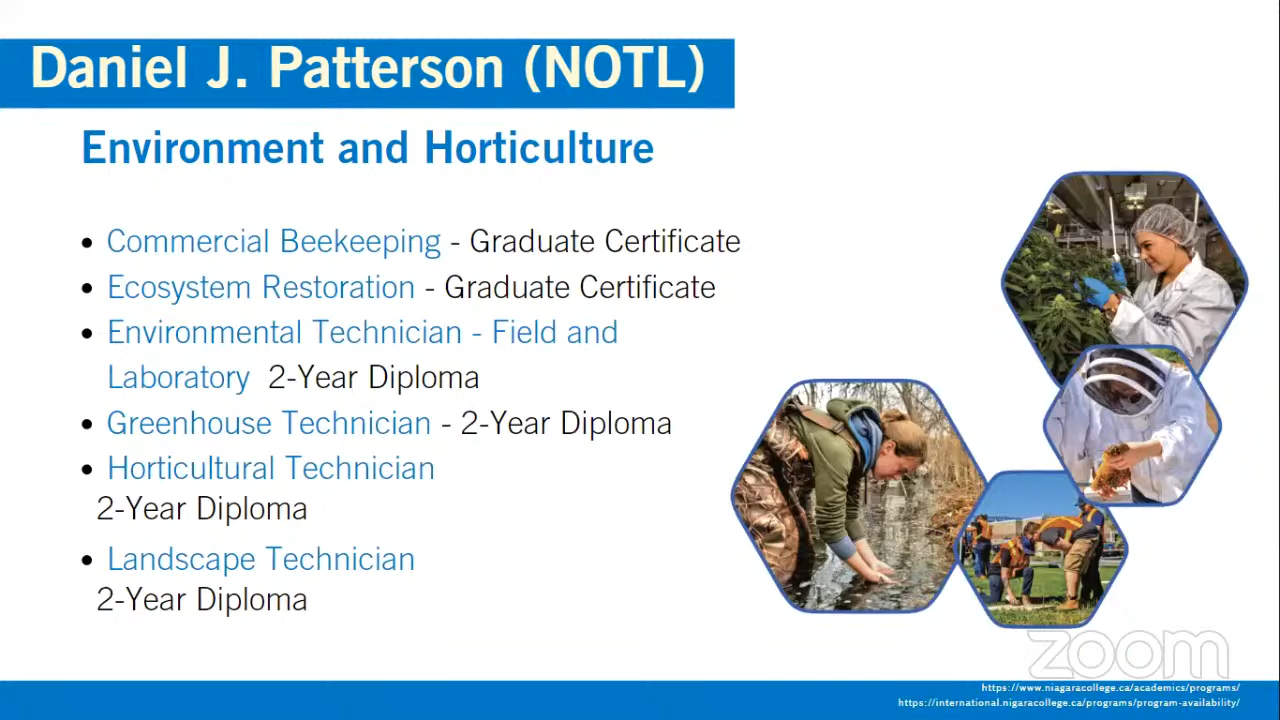 Daniel J. Patterson (NOTL)
Environment and Horticulture
• Commercial Beekeeping - Graduate Certificate
• Ecosystem Restoration - Graduate Certificate
• Environmental Technician - Field and
Laboratory 2-Year Diploma
• Greenhouse Technician - 2-Year Diploma
• Horticultural Technician
2-Year Diploma
• Landscape Technician
2-Year Diploma
zoom
https://www.niagaracollege.ca/academics/programs/
https://international.nigaracollege.ca/programs/program-availability/